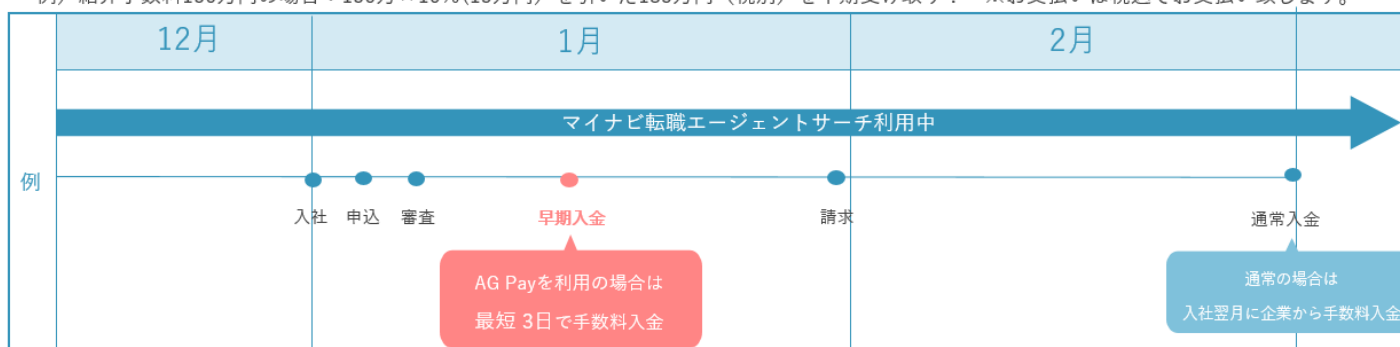 12月 1月 2月
マイナビ転職エージェントサーチ利用中
例
入社 申込 審査 早期入金 請求 通常入金
AG Payを利用の場合は
最短 3日で手数料入金
通常の場合は
入社翌月に企業から手数料入金